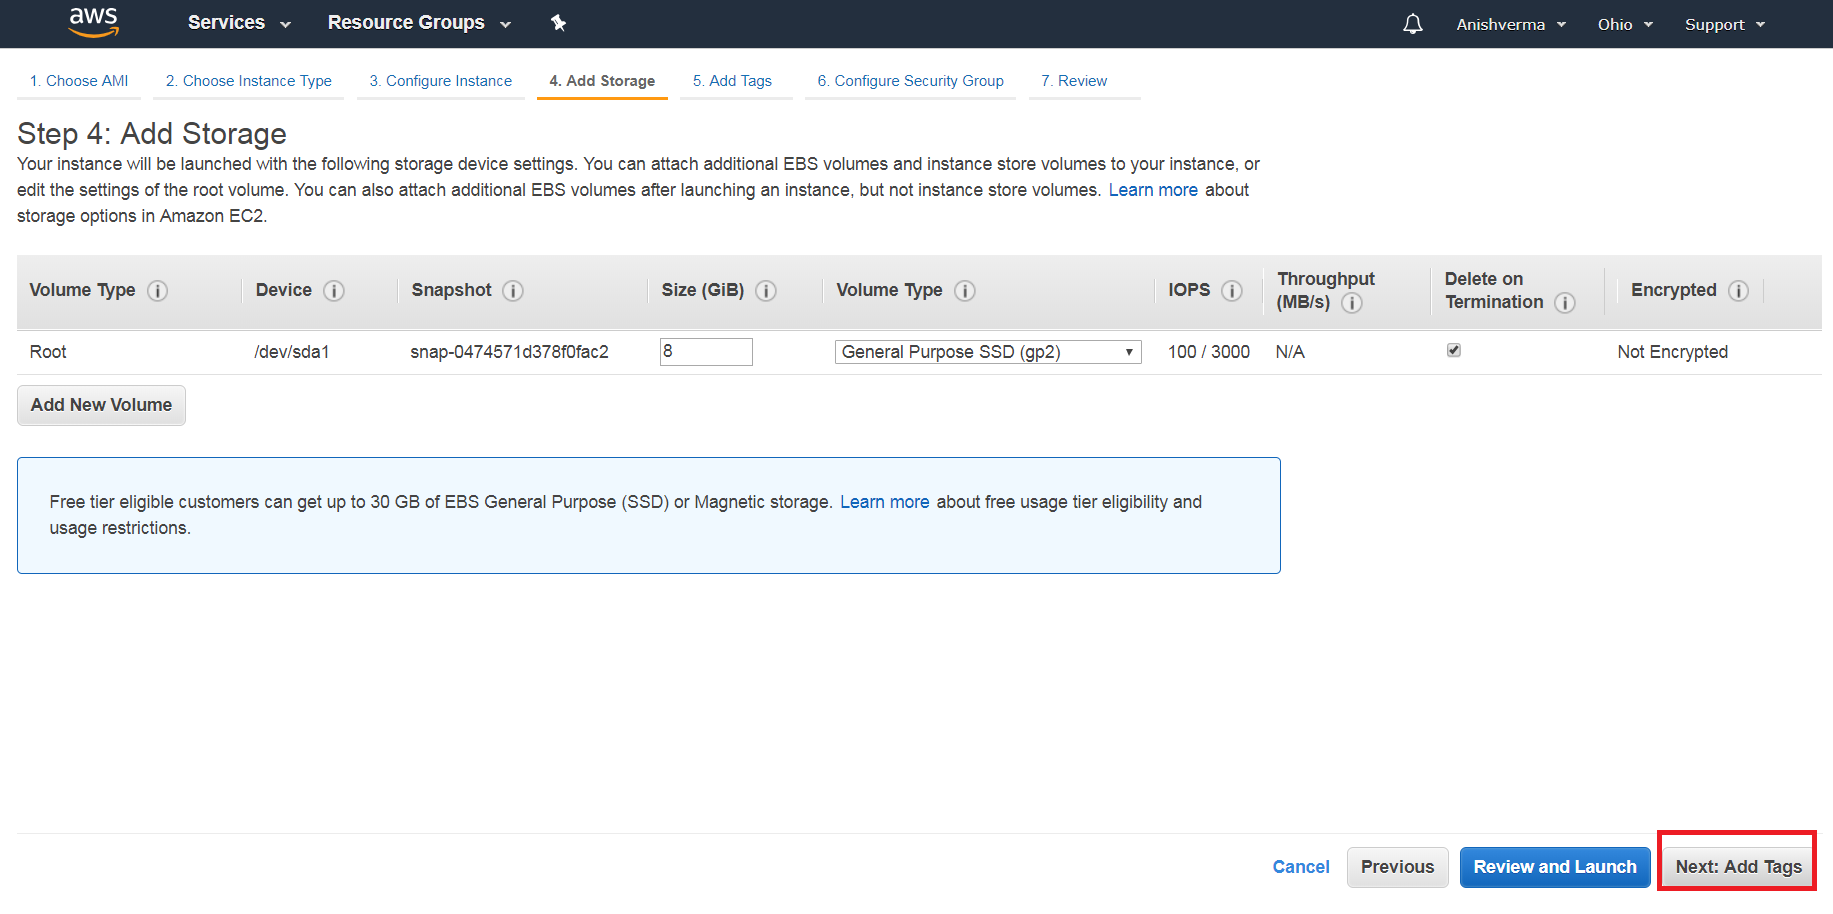 aws Services Resource Groups Anishverma Ohio Support
1. Choose AMI 2. Choose Instance Type 3. Configure Instance 4. Add Storage 5. Add Tags 6. Configure Security Group 7. Review
Step 4: Add Storage
Your instance will be launched with the following storage device settings. You can attach additional EBS volumes and instance store volumes to your instance, or
edit the settings of the root volume. You can also attach additional EBS volumes after launching an instance, but not instance store volumes. Learn more about
storage options in Amazon EC2.
Volume Type Device Snapshot Size (GiB) Volume Type IOPS Throughput (MB/s) Delete on Termination Encrypted
Root /dev/sda1 snap-0474571d378f0fac2 8 General Purpose SSD (gp2) 100 / 3000 N/A Not Encrypted
Add New Volume
Free tier eligible customers can get up to 30 GB of EBS General Purpose (SSD) or Magnetic storage. Learn more about free usage tier eligibility and
usage restrictions.
Cancel Previous Review and Launch Next: Add Tags